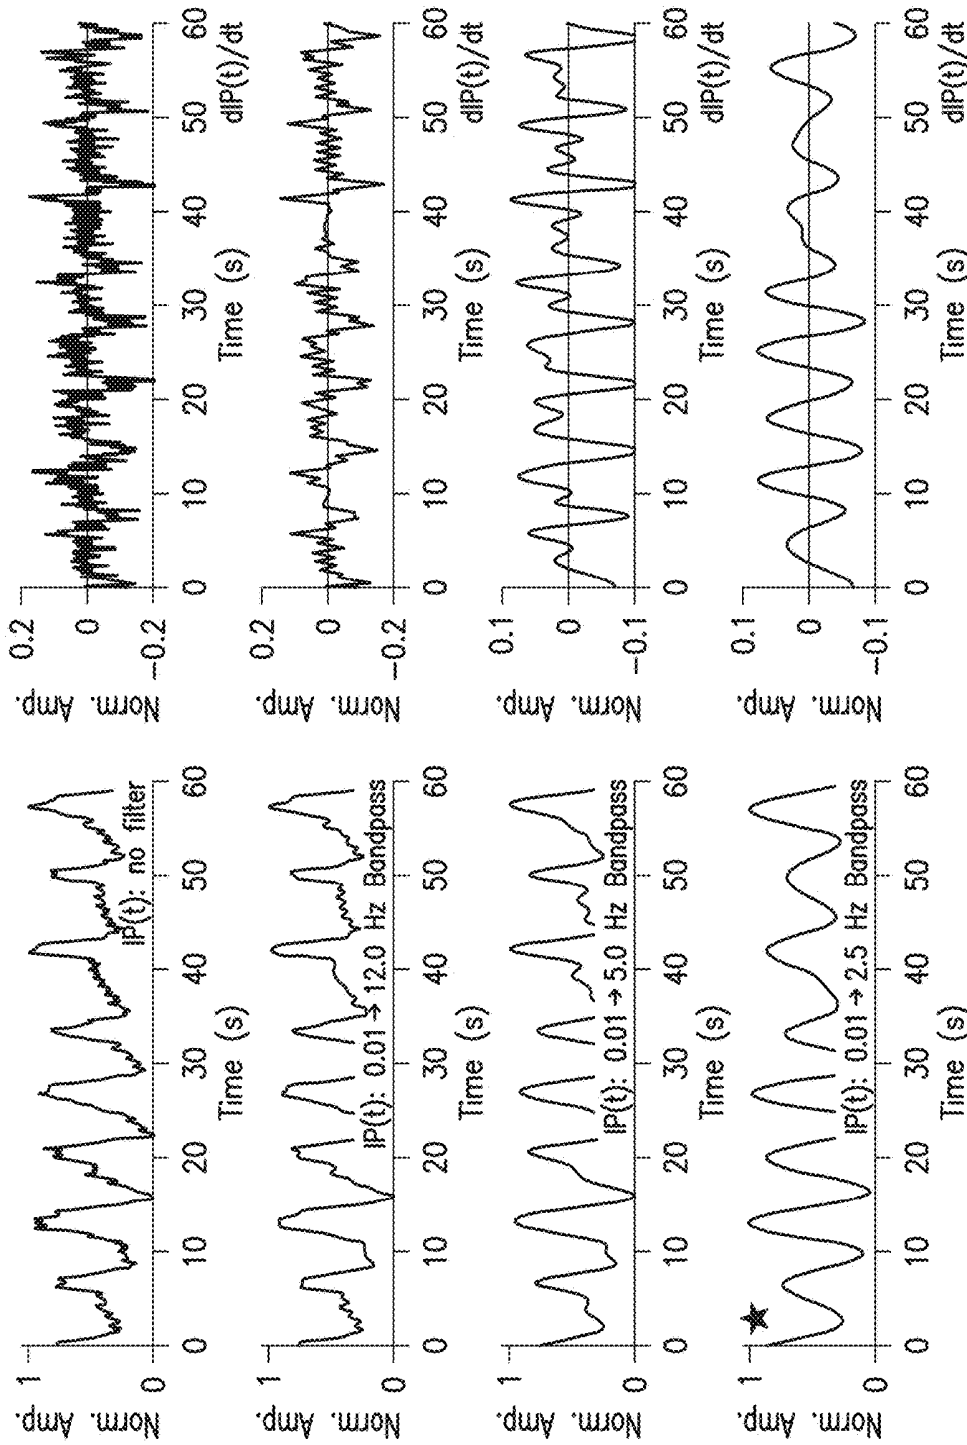 Norm. Amp.
1
0
0 10 20 30 40 50 60
Time (s)
IP(t): no filter
Norm. Amp.
0.2
0
-0.2
0 10 20 30 40 50 60
Time (s)
dIP(t)/dt
Norm. Amp.
1
0
0 10 20 30 40 50 60
Time (s)
IP(t): 0.01→12.0 Hz Bandpass
Norm. Amp.
0.2
0
-0.2
0 10 20 30 40 50 60
Time (s)
dIP(t)/dt
Norm. Amp.
1
0
0 10 20 30 40 50 60
Time (s)
IP(t): 0.01→5.0 Hz Bandpass
Norm. Amp.
0.1
0
-0.1
0 10 20 30 40 50 60
Time (s)
dIP(t)/dt
Norm. Amp.
1
0
0 10 20 30 40 50 60
Time (s)
IP(t): 0.01→2.5 Hz Bandpass
Norm. Amp.
0.1
0
-0.1
0 10 20 30 40 50 60
Time (s)
dIP(t)/dt